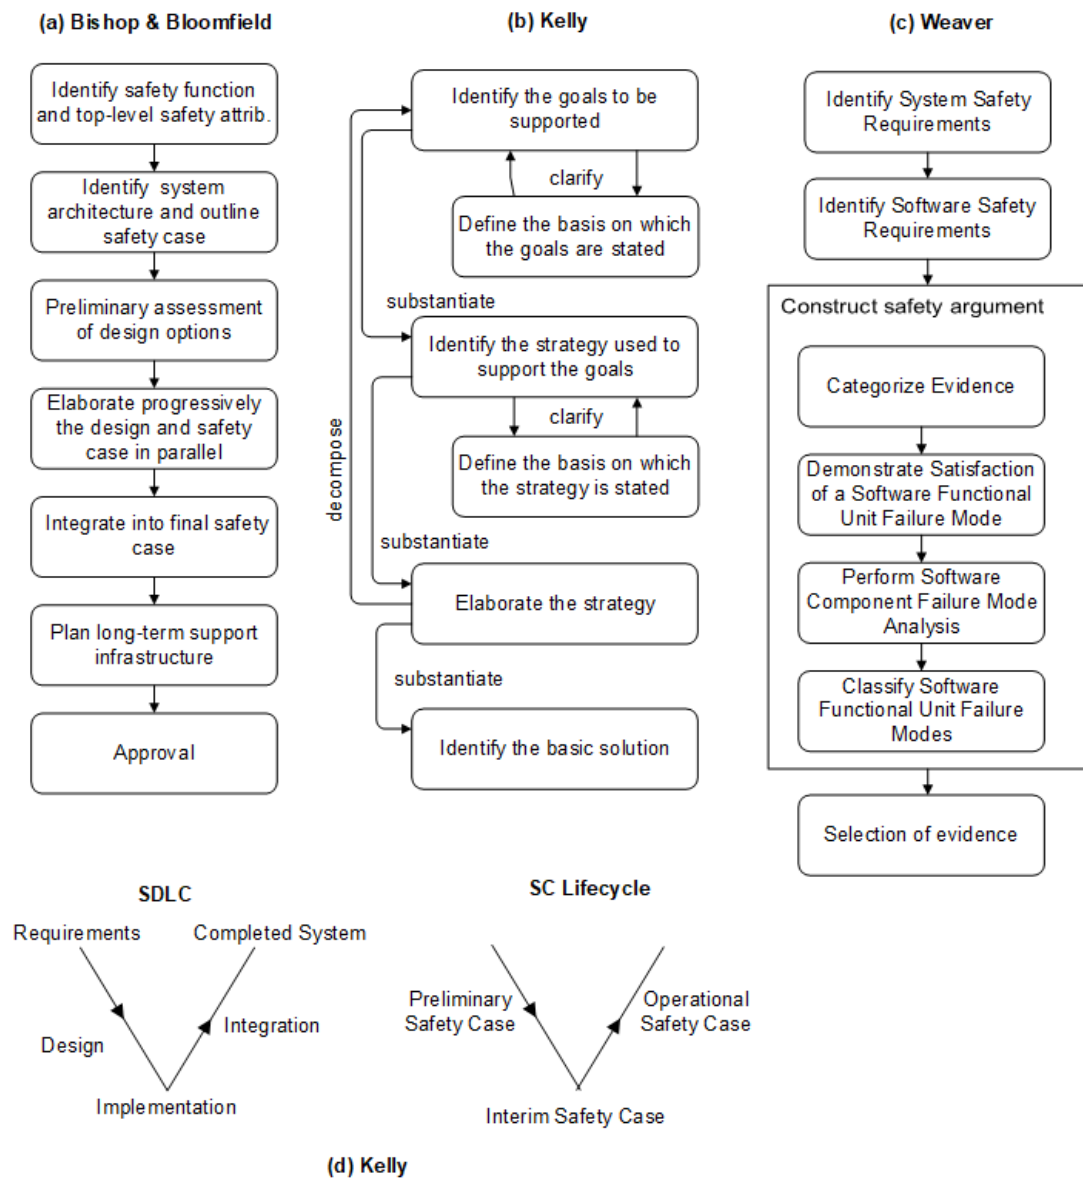 (a) Bishop & Bloomfield
Identify safety function
and top-level safety attrib.
Identify system
architecture and outline
safety case
Preliminary assessment
of design options
Elaborate progressively
the design and safety
case in parallel
Integrate into final safety
case
Plan long-term support
infrastructure
Approval
(b) Kelly
Identify the goals to be
supported
clarify
Define the basis on which
the goals are stated
substantiate
Identify the strategy used to
support the goals
clarify
Define the basis on which
the strategy is stated
decompose
substantiate
Elaborate the strategy
substantiate
Identify the basic solution
(c) Weaver
Identify System Safety
Requirements
Identify Software Safety
Requirements
Construct safety argument
Categorize Evidence
Demonstrate Satisfaction
of a Software Functional
Unit Failure Mode
Perform Software
Component Failure Mode
Analysis
Classify Software
Functional Unit Failure
Modes
Selection of evidence
SDLC
Requirements
Completed System
Design
Integration
Implementation
SC Lifecycle
Preliminary
Safety Case
Operational
Safety Case
Interim Safety Case
(d) Kelly